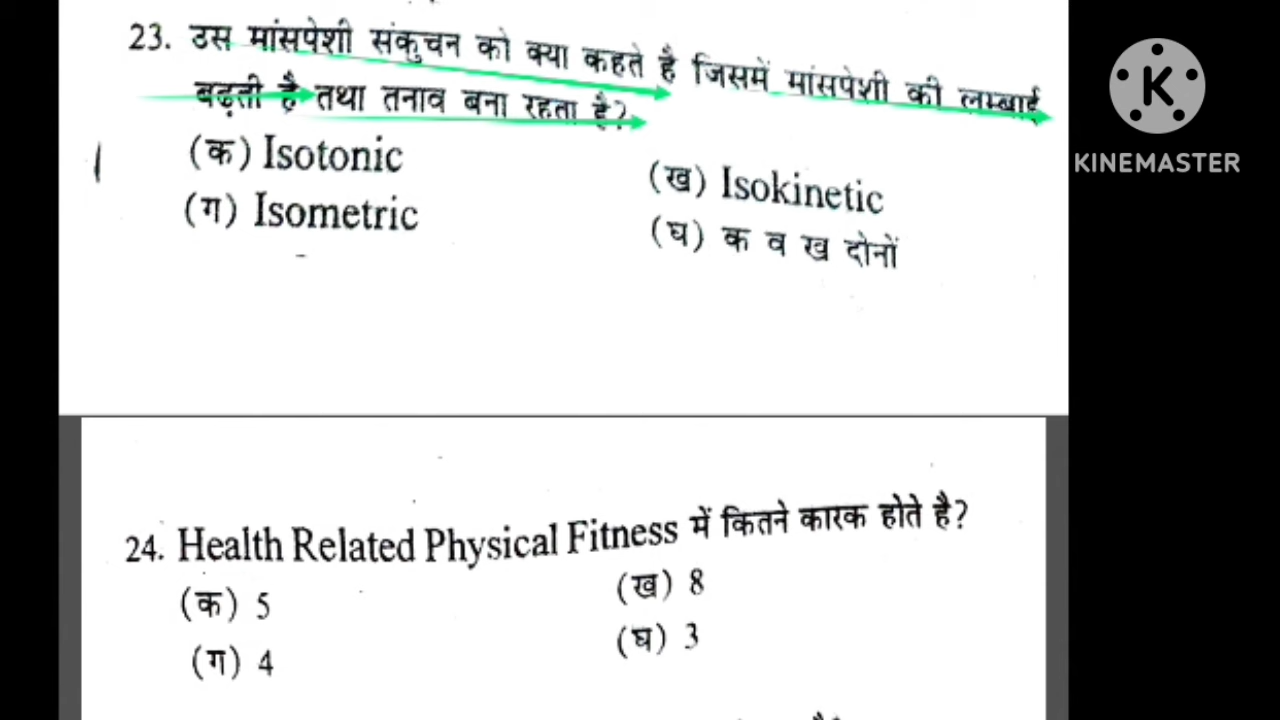 23. उस मांसपेशी संकुचन को क्या कहते है जिसमें मांसपेशी की लम्बाई
बढ़ती है तथा तनाव बना रहता है?
(क) Isotonic
(ख) Isokinetic
(ग) Isometric
(घ) क व ख दोनों
K
KINEMASTER
24. Health Related Physical Fitness में कितने कारक होते है?
(क) 5
(ख) 8
(ग) 4
(घ) 3